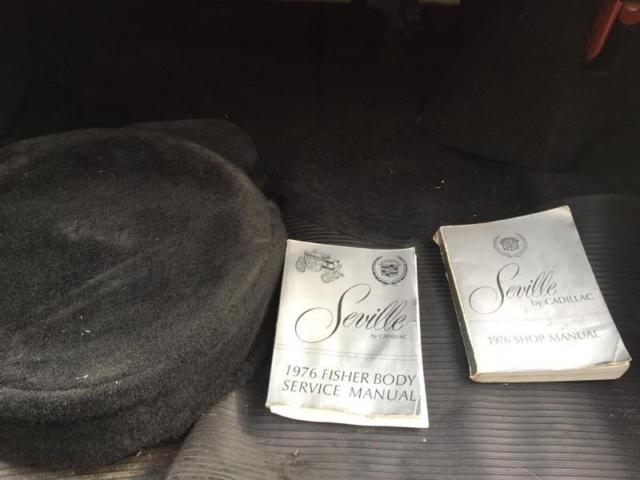 Seville
by CADILLAC
1976 FISHER BODY
SERVICE MANUAL
Seville
by CADILLAC
1976 SHOP MANUAL